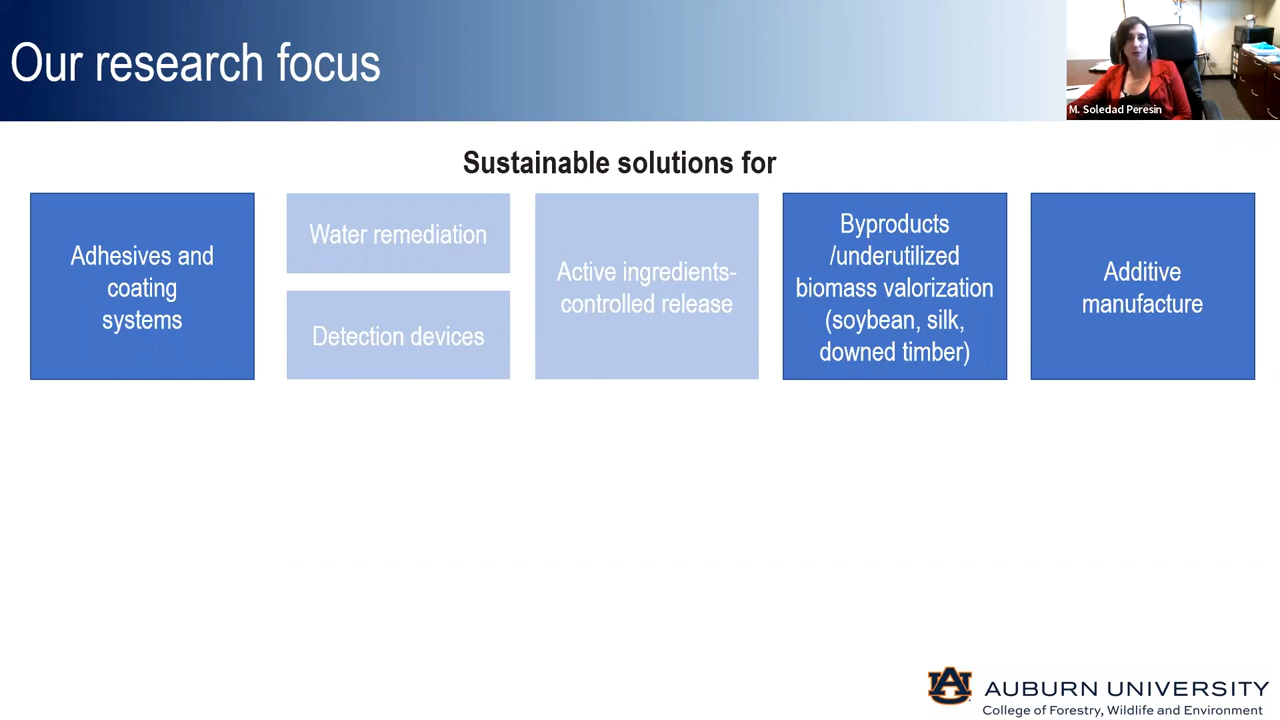 Our research focus
M. Soledad Peresin
Sustainable solutions for
Adhesives and
coating
systems
Water remediation
Detection devices
Active ingredients-
controlled release
Byproducts
/underutilized
biomass valorization
(soybean, silk,
downed timber)
Additive
manufacture
AUBURN UNIVERSITY
College of Forestry, Wildlife and Environment